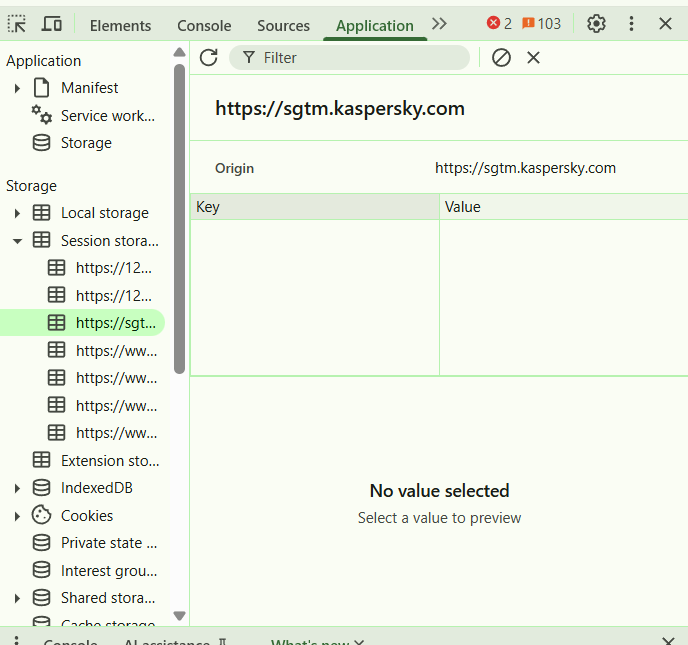 Elements Console Sources Application 2 103
Application
Manifest
Service work...
Storage
Storage
Local storage
Session stora...
https://12...
https://12...
https://sgt...
https://ww...
https://ww...
https://ww...
https://ww...
Extension sto...
IndexedDB
Cookies
Private state ...
Interest grou...
Shared stora...
Cache storage
Filter
https://sgtm.kaspersky.com
Origin https://sgtm.kaspersky.com
Key Value
No value selected
Select a value to preview
Console AI assistance What's new